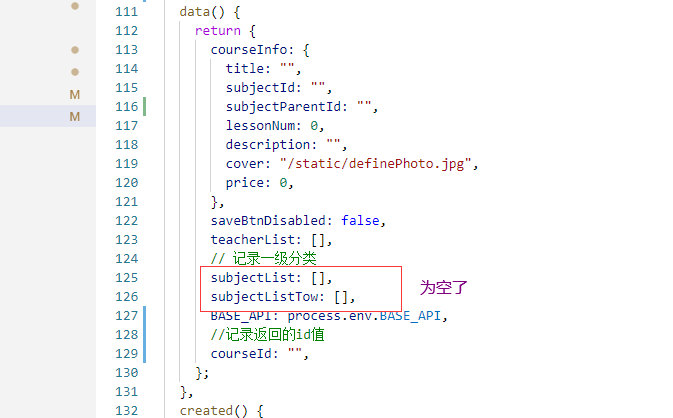 111 data() {
112 return {
113 courseInfo: {
114 title: "",
115 subjectId: "",
M 116 subjectParentId: "",
M 117 lessonNum: 0,
118 description: "",
119 cover: "/static/definePhoto.jpg",
120 price: 0,
121 },
122 saveBtnDisabled: false,
123 teacherList: [],
124 // 记录一级分类
125 subjectList: [],
126 subjectListTow: [],
为空了
127 BASE_API: process.env.BASE_API,
128 //记录返回的id值
129 courseId: "",
130 };
131 },
132 created() {